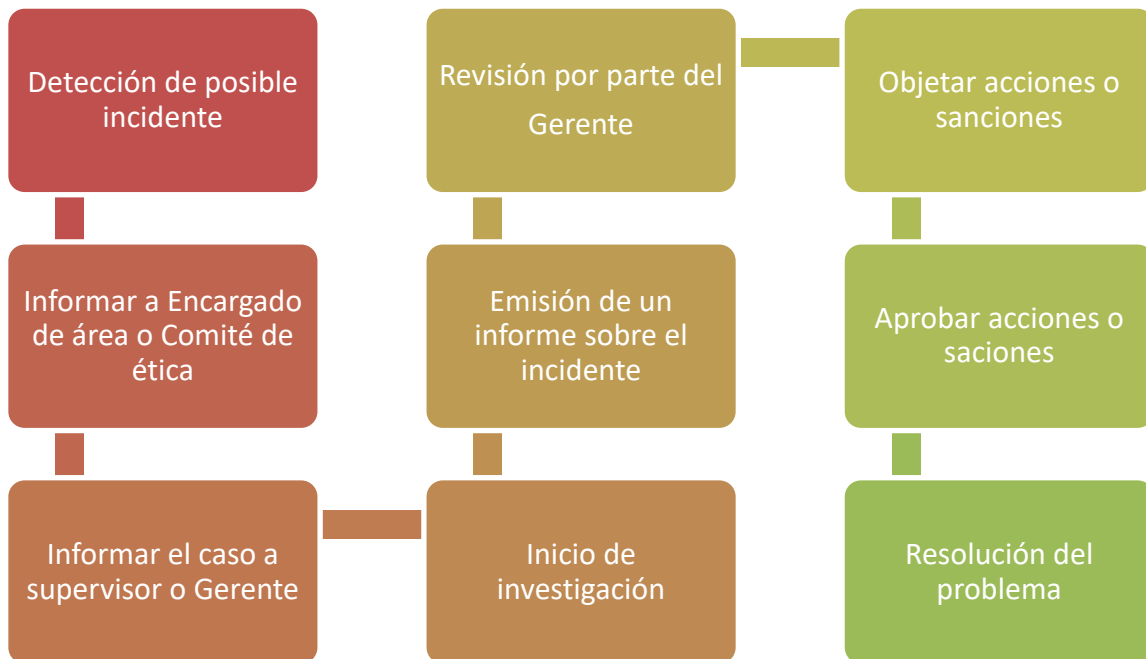 Detección de posible
incidente
Informar a Encargado
de área o Comité de
ética
Informar el caso a
supervisor o Gerente
Inicio de
investigación
Emisión de un
informe sobre el
incidente
Revisión por parte del
Gerente
Objetar acciones o
sanciones
Aprobar acciones o
saciones
Resolución del
problema